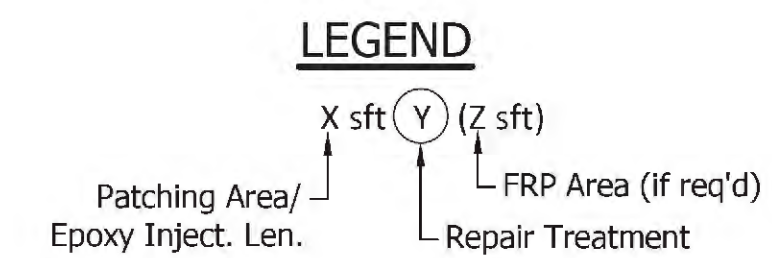 LEGEND
X sft Y (Z sft)
Patching Area/
Epoxy Inject. Len.
FRP Area (if req'd)
Repair Treatment